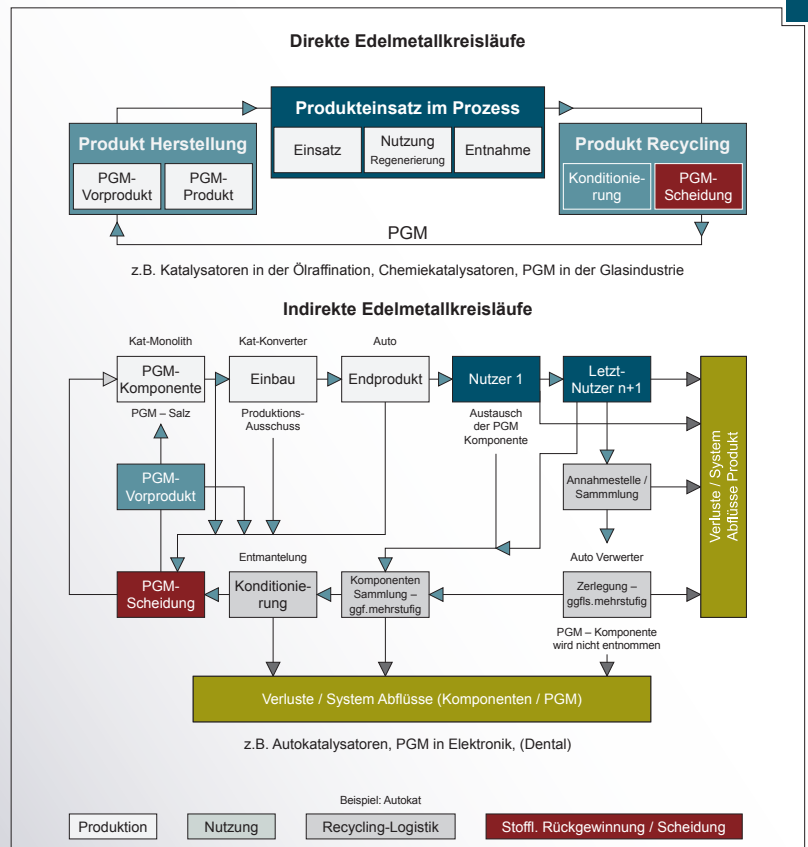 Direkte Edelmetallkreisläufe
Produkteinsatz im Prozess
Einsatz
Nutzung
Regenerierung
Entnahme
Produkt Herstellung
PGM-
Vorprodukt
PGM-
Produkt
Produkt Recycling
Konditionie-
rung
PGM-
Scheidung
PGM
z.B. Katalysatoren in der Ölraffination, Chemiekatalysatoren, PGM in der Glasindustrie
Indirekte Edelmetallkreisläufe
Kat-Monolith
Kat-Konverter
Auto
PGM-
Komponente
Einbau
Endprodukt
Nutzer 1
Letzt-
Nutzer n+1
PGM – Salz
Produktions-
Ausschuss
Austausch
der PGM
Komponente
PGM-
Vorprodukt
Annahmestelle /
Sammmlung
Verluste / System
Abflüsse Produkt
Entmantelung
Auto Verwerter
PGM-
Scheidung
Konditionie-
rung
Komponenten
Sammlung –
ggf.mehrstufig
Zerlegung –
ggfls.mehrstufig
PGM – Komponente
wird nicht entnommen
Verluste / System Abflüsse (Komponenten / PGM)
z.B. Autokatalysatoren, PGM in Elektronik, (Dental)
Beispiel: Autokat
Produktion
Nutzung
Recycling-Logistik
Stoffl. Rückgewinnung / Scheidung